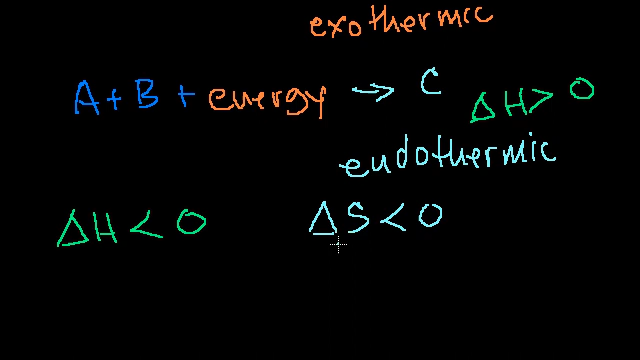 exothermic
A + B + energy → C ΔH > 0
endothermic
ΔH < 0 ΔS < 0